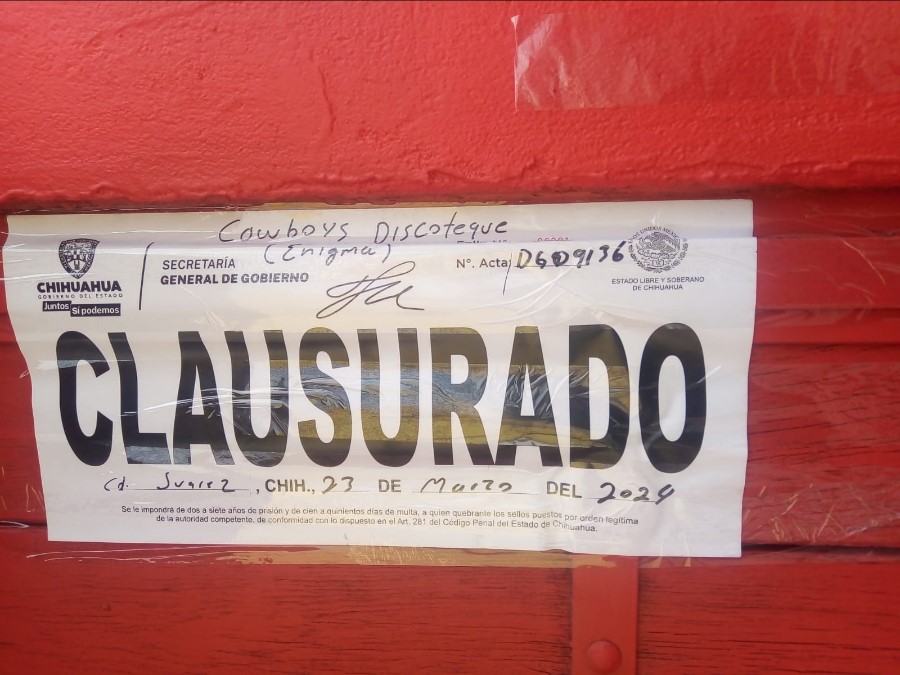 Cowboys Discoteque
(Enigma)
CHIHUAHUA
GOBIERNO DEL ESTADO
Juntos Sí podemos
SECRETARÍA
GENERAL DE GOBIERNO
N°. Acta
ESTADO LIBRE Y SOBERANO
DE CHIHUAHUA
CLAUSURADO
Cd. Juarez, CHIH., 23 DE Marzo DEL 2024
Se le impondrá de dos a siete años de prisión y de cien a quinientos días de multa, a quien quebrante los sellos puestos por orden legítima
de la autoridad competente, de conformidad con lo dispuesto en el Art. 281 del Código Penal del Estado de Chihuahua.